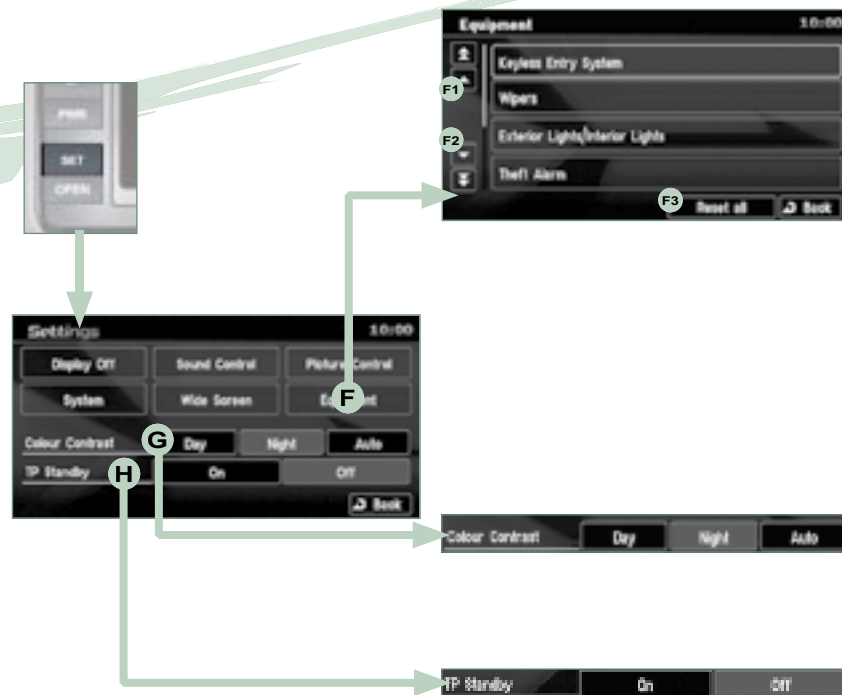 Equipment 10:00
Keyless Entry System
F1
Wipers
F2
Exterior Lights/Interior Lights
Theft Alarm
F3 Reset all Back
PWR
SET
OPEN
Settings 10:00
Display Off Sound Control Picture Control
System Wide Screen F
Colour Contrast G Day Night Auto
TP Standby H On Off
Back
Colour Contrast Day Night Auto
TP Standby On Off